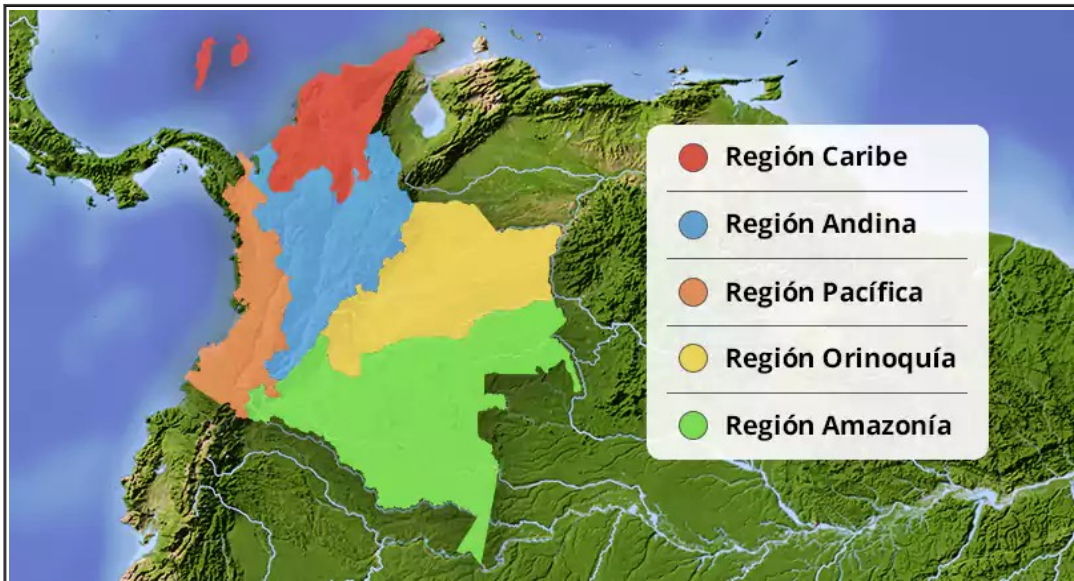 Región Caribe
Región Andina
Región Pacífica
Región Orinoquía
Región Amazonía